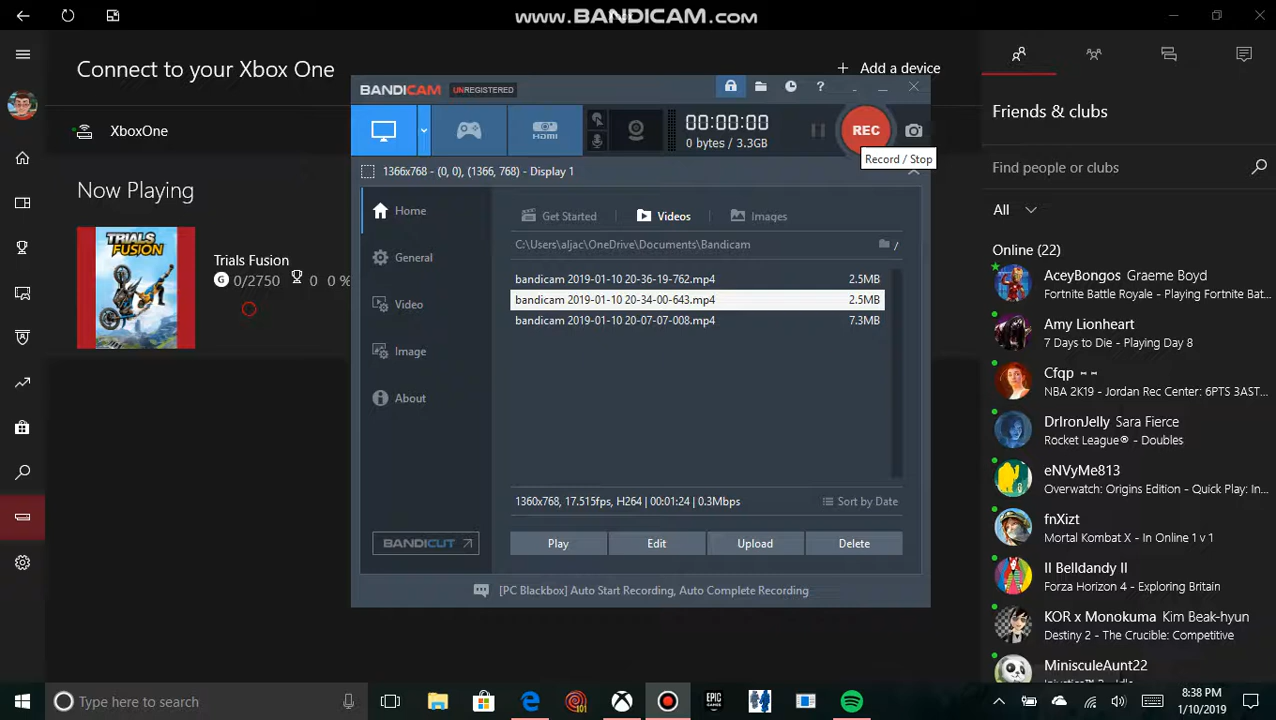 www.BANDICAM.com
Connect to your Xbox One
Add a device
XboxOne
Now Playing
TRIALS FUSION
Trials Fusion
G 0/2750 0 0 %
BANDICAM UNREGISTERED
?
HDMI
00:00:00
0 bytes / 3.3GB
REC
Record / Stop
1366x768 - (0, 0), (1366, 768) - Display 1
Home
General
Video
Image
About
BANDICUT
Get Started
Videos
Images
C:\Users\aljac\OneDrive\Documents\Bandicam
/
bandicam 2019-01-10 20-36-19-762.mp4 2.5MB
bandicam 2019-01-10 20-34-00-643.mp4 2.5MB
bandicam 2019-01-10 20-07-07-008.mp4 7.3MB
1360x768, 17.515fps, H264 | 00:01:24 | 0.3Mbps
Sort by Date
Play
Edit
Upload
Delete
[PC Blackbox] Auto Start Recording, Auto Complete Recording
Friends & clubs
Find people or clubs
All
Online (22)
AceyBongos Graeme Boyd
Fortnite Battle Royale - Playing Fortnite Bat...
Amy Lionheart
7 Days to Die - Playing Day 8
Cfqp ~ ~
NBA 2K19 - Jordan Rec Center: 6PTS 3AST...
DrIronJelly Sara Fierce
Rocket League® - Doubles
eNVyMe813
Overwatch: Origins Edition - Quick Play: In...
fnXizt
Mortal Kombat X - In Online 1 v 1
II Belldandy II
Forza Horizon 4 - Exploring Britain
KOR x Monokuma Kim Beak-hyun
Destiny 2 - The Crucible: Competitive
MinisculeAunt22
Type here to search
101
EPIC GAMES
8:38 PM
1/10/2019